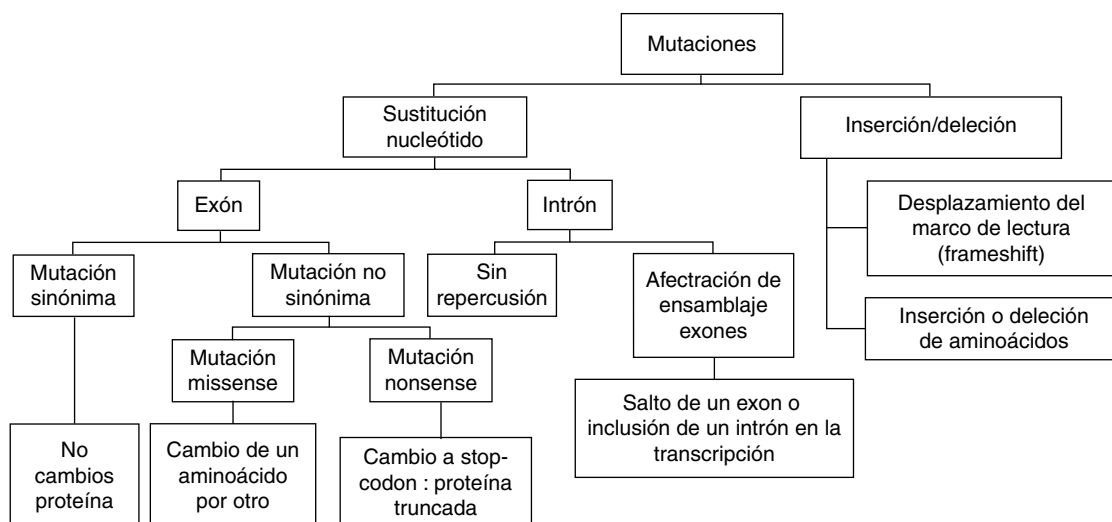 Mutaciones
Sustitución
nucleótido
Inserción/deleción
Exón
Intrón
Desplazamiento del
marco de lectura
(frameshift)
Mutación
sinónima
Mutación no
sinónima
Sin
repercusión
Afectración de
ensamblaje
exones
Inserción o deleción
de aminoácidos
Mutación
missense
Mutación
nonsense
Salto de un exon o
inclusión de un intrón en la
transcripción
No
cambios
proteína
Cambio de un
aminoácido
por otro
Cambio a stop-
codon : proteína
truncada